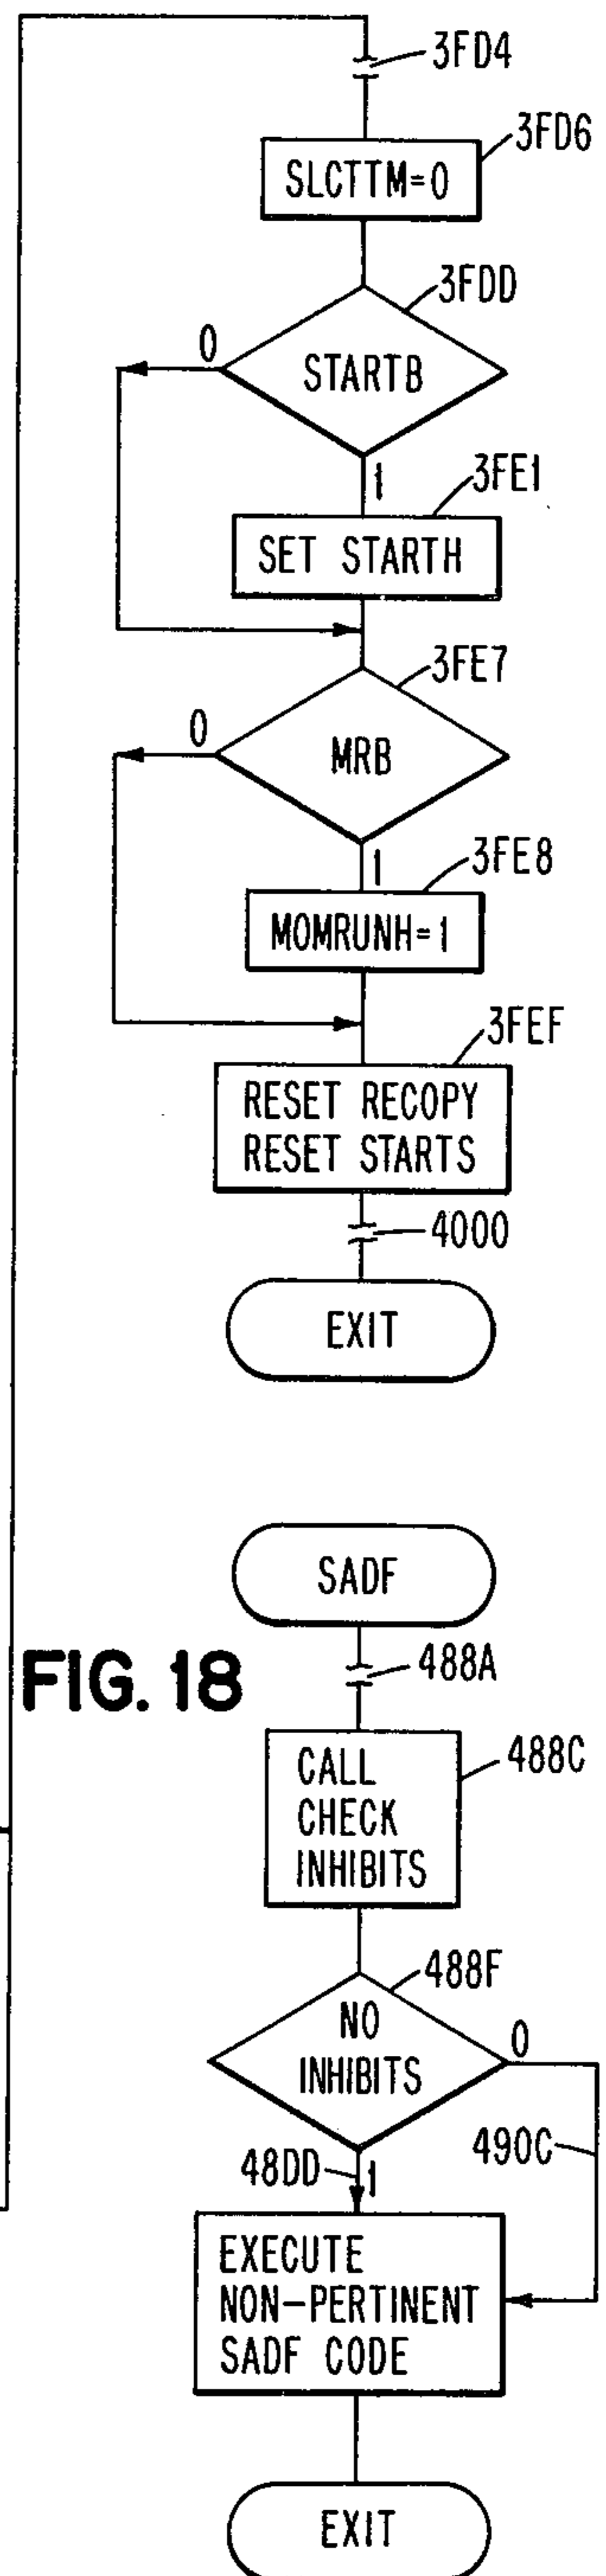 3FD4
3FD6
SLCTTM=0
3FDD
0
STARTB
1
3FE1
SET STARTH
3FE7
0
MRB
1
3FE8
MOMRUNH=1
3FEF
RESET RECOPY
RESET STARTS
4000
EXIT
SADF
488A
FIG. 18
488C
CALL
CHECK
INHIBITS
488F
NO
INHIBITS
0
48DD
1
490C
EXECUTE
NON-PERTINENT
SADF CODE
EXIT